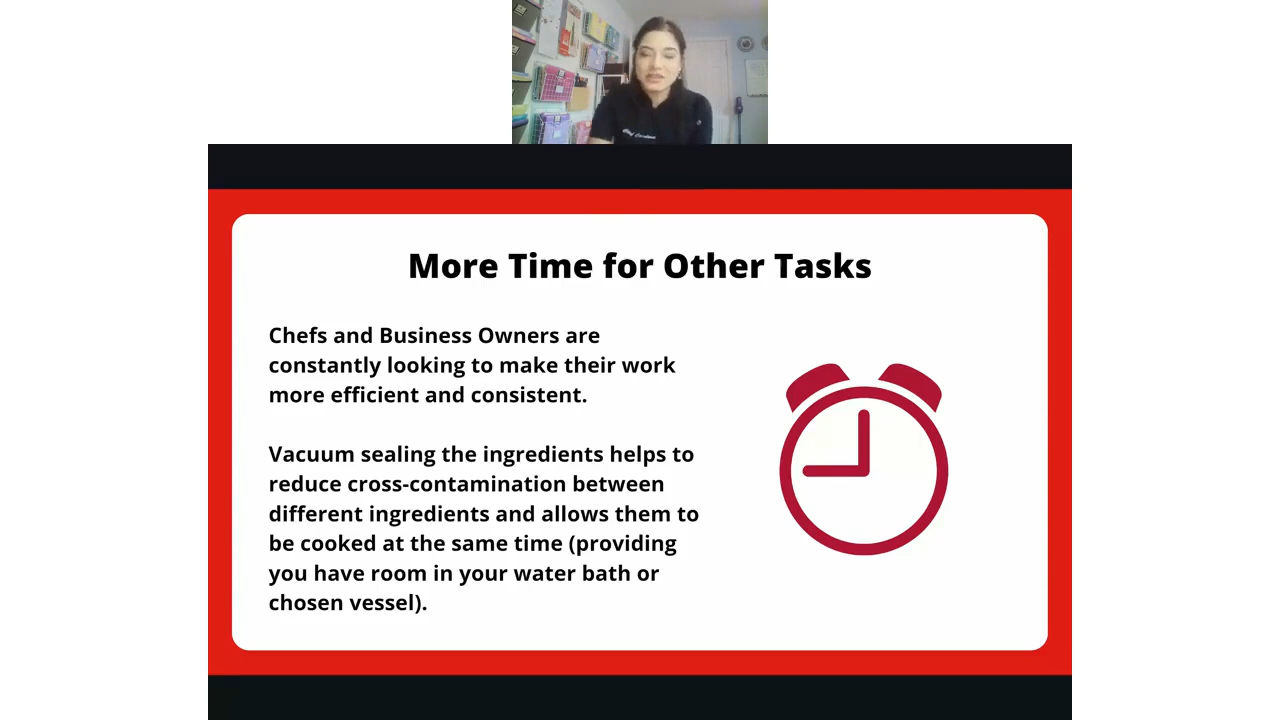 More Time for Other Tasks
Chefs and Business Owners are
constantly looking to make their work
more efficient and consistent.
Vacuum sealing the ingredients helps to
reduce cross-contamination between
different ingredients and allows them to
be cooked at the same time (providing
you have room in your water bath or
chosen vessel).